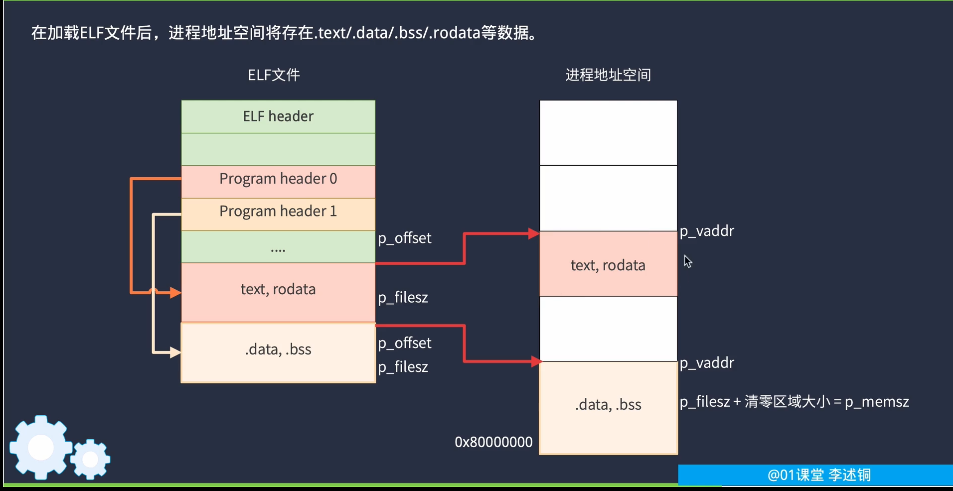 在加载ELF文件后，进程地址空间将存在.text/.data/.bss/.rodata等数据。
ELF文件
进程地址空间
ELF header
Program header 0
Program header 1
....
p_offset
p_vaddr
text, rodata
text, rodata
p_filesz
.data, .bss
p_offset
p_filesz
p_vaddr
.data, .bss
p_filesz + 清零区域大小 = p_memsz
0x80000000
@01课堂 李述铜